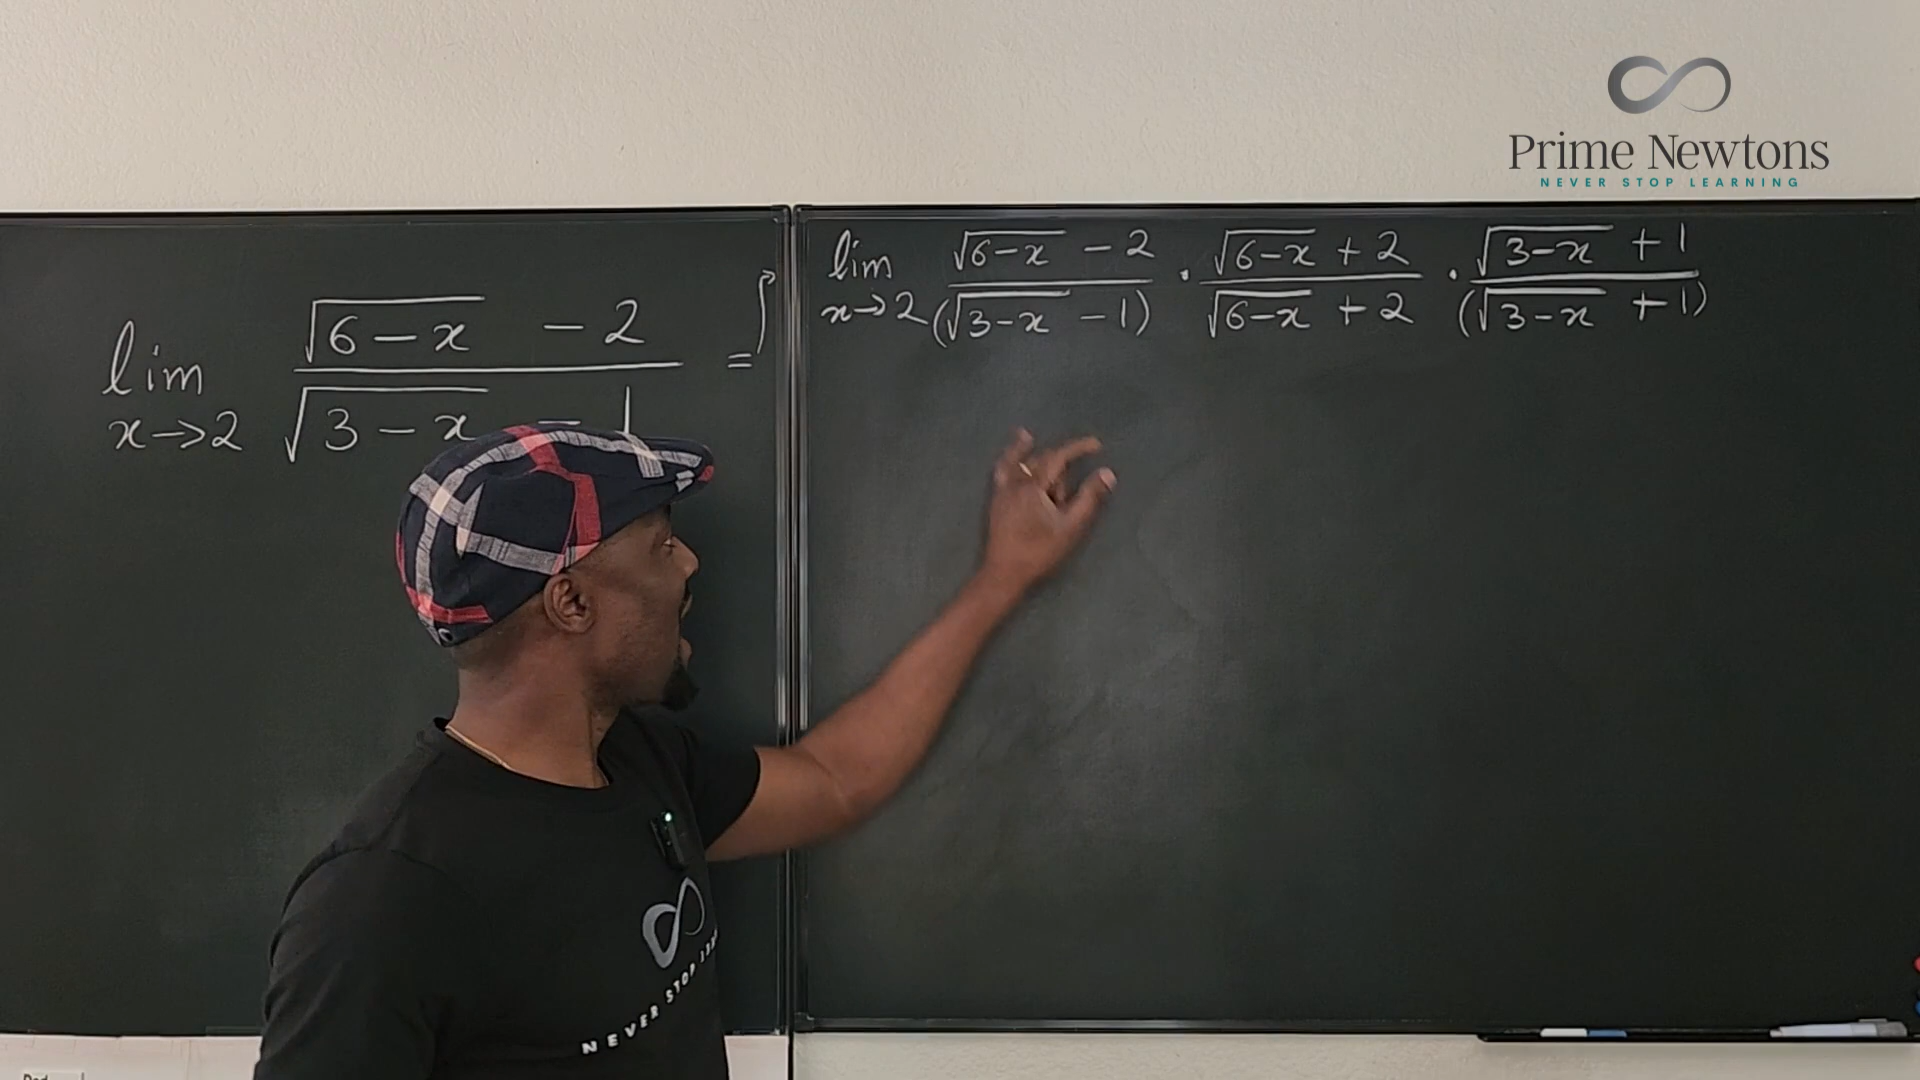 Prime Newtons
NEVER STOP LEARNING
lim x→2 (√(6-x) - 2)/(√(3-x) - 1) =
lim x→2 (√(6-x) - 2)/((√(3-x) - 1)) · (√(6-x) + 2)/(√(6-x) + 2) · (√(3-x) + 1)/((√(3-x) + 1))
NEVER STOP